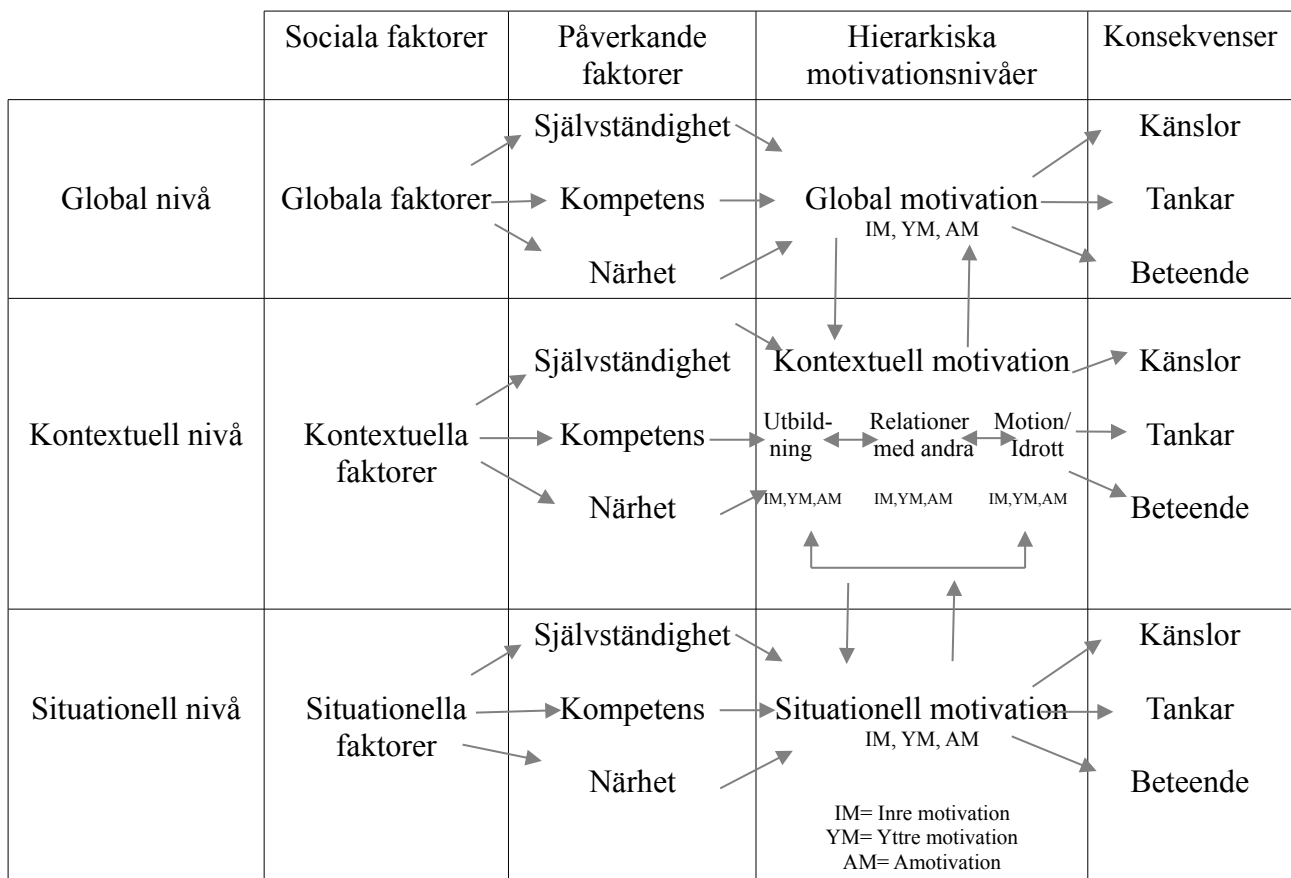 Sociala faktorer
Påverkande
faktorer
Hierarkiska
motivationsnivåer
Konsekvenser
Global nivå
Globala faktorer
Självständighet
Kompetens
Närhet
Global motivation
IM, YM, AM
Känslor
Tankar
Beteende
Kontextuell nivå
Kontextuella
faktorer
Självständighet
Kompetens
Närhet
Kontextuell motivation
Utbild-
ning
Relationer
med andra
Motion/
Idrott
IM,YM,AM
IM,YM,AM
IM,YM,AM
Känslor
Tankar
Beteende
Situationell nivå
Situationella
faktorer
Självständighet
Kompetens
Närhet
Situationell motivation
IM, YM, AM
IM= Inre motivation
YM= Yttre motivation
AM= Amotivation
Känslor
Tankar
Beteende